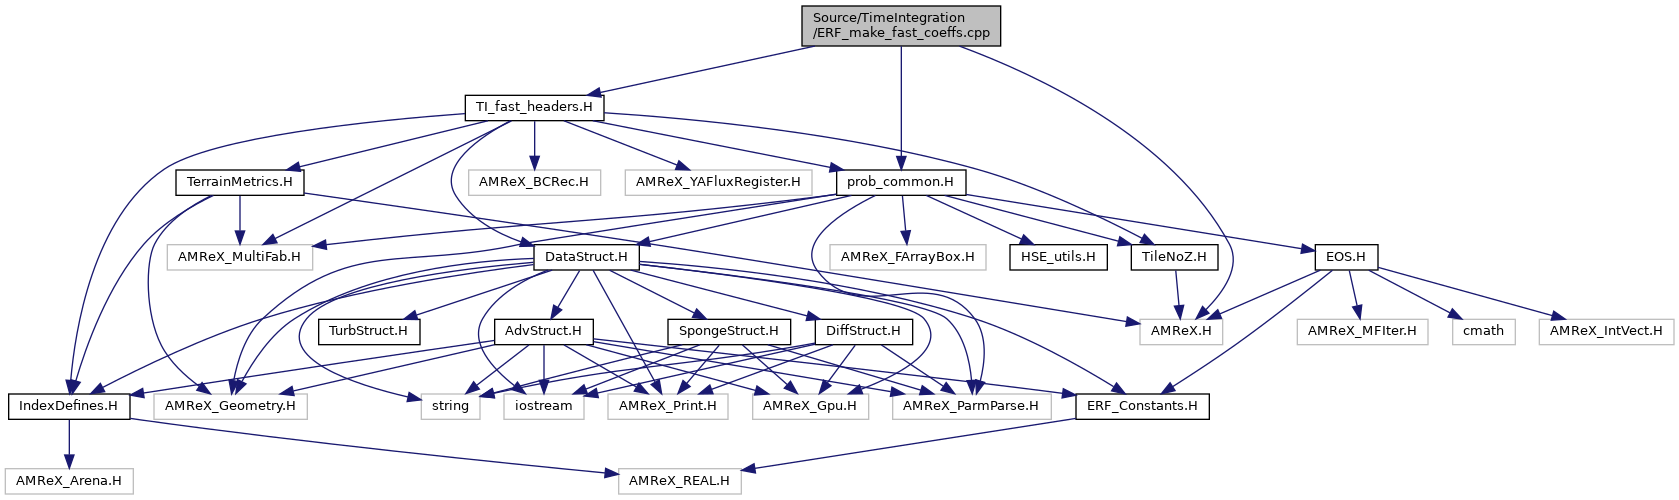 Source/TimeIntegration
/ERF_make_fast_coeffs.cpp
TI_fast_headers.H
TerrainMetrics.H
AMReX_BCRec.H
AMReX_YAFluxRegister.H
prob_common.H
AMReX_MultiFab.H
DataStruct.H
AMReX_FArrayBox.H
HSE_utils.H
TileNoZ.H
EOS.H
TurbStruct.H
AdvStruct.H
SpongeStruct.H
DiffStruct.H
AMReX.H
AMReX_MFIter.H
cmath
AMReX_IntVect.H
IndexDefines.H
AMReX_Geometry.H
string
iostream
AMReX_Print.H
AMReX_Gpu.H
AMReX_ParmParse.H
ERF_Constants.H
AMReX_Arena.H
AMReX_REAL.H